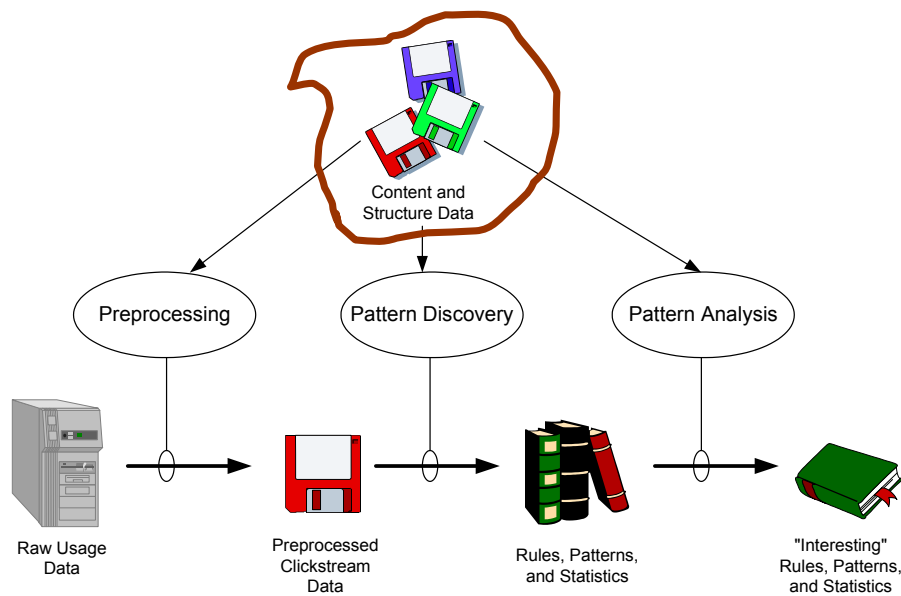 Content and
Structure Data
Preprocessing
Pattern Discovery
Pattern Analysis
Raw Usage
Data
Preprocessed
Clickstream
Data
Rules, Patterns,
and Statistics
"Interesting"
Rules, Patterns,
and Statistics